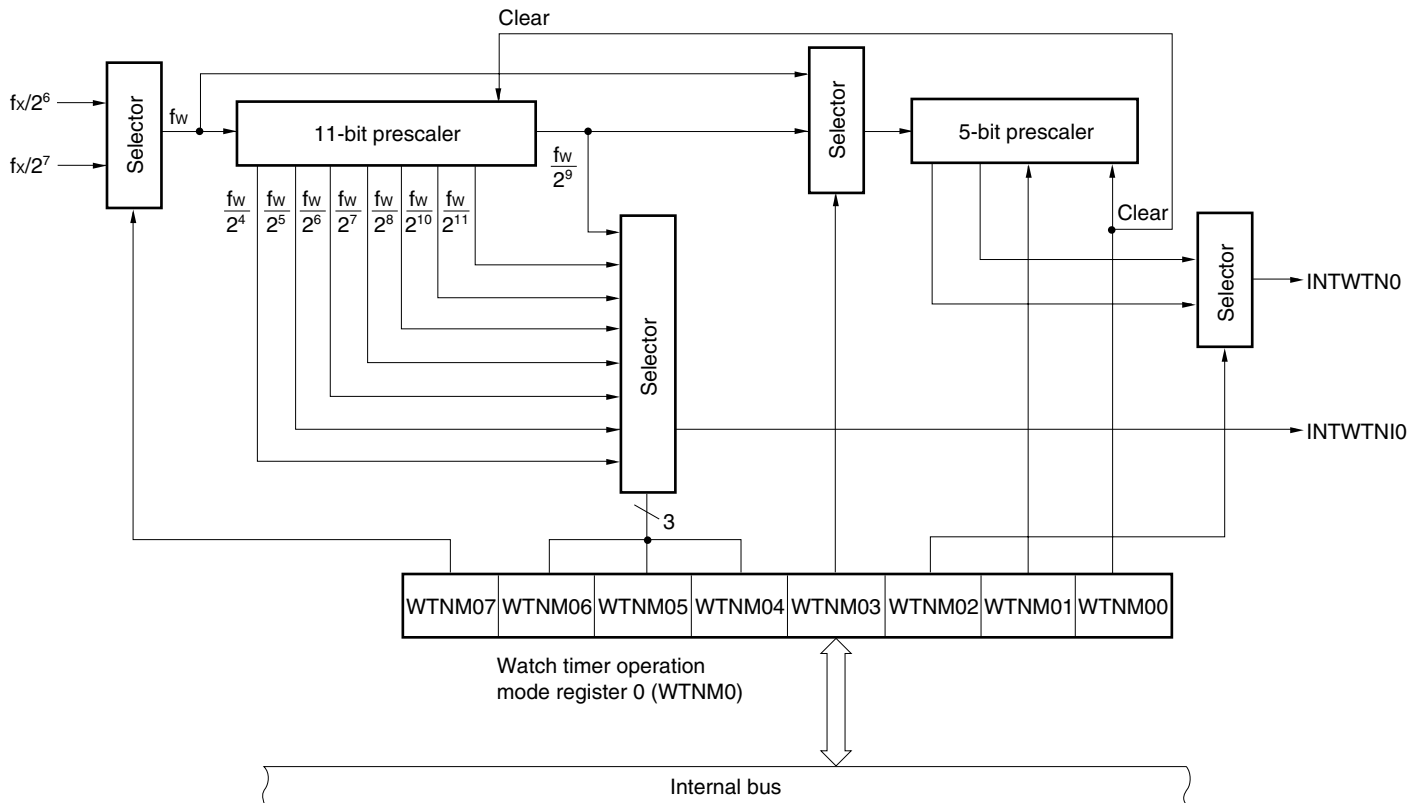 Clear
fx/2⁶
fx/2⁷
Selector
fw
11-bit prescaler
fw/2⁴
fw/2⁵
fw/2⁶
fw/2⁷
fw/2⁸
fw/2¹⁰
fw/2¹¹
fw/2⁹
Selector
5-bit prescaler
Clear
Selector
INTWTN0
Selector
INTWTNI0
3
WTNM07 WTNM06 WTNM05 WTNM04 WTNM03 WTNM02 WTNM01 WTNM00
Watch timer operation
mode register 0 (WTNM0)
Internal bus